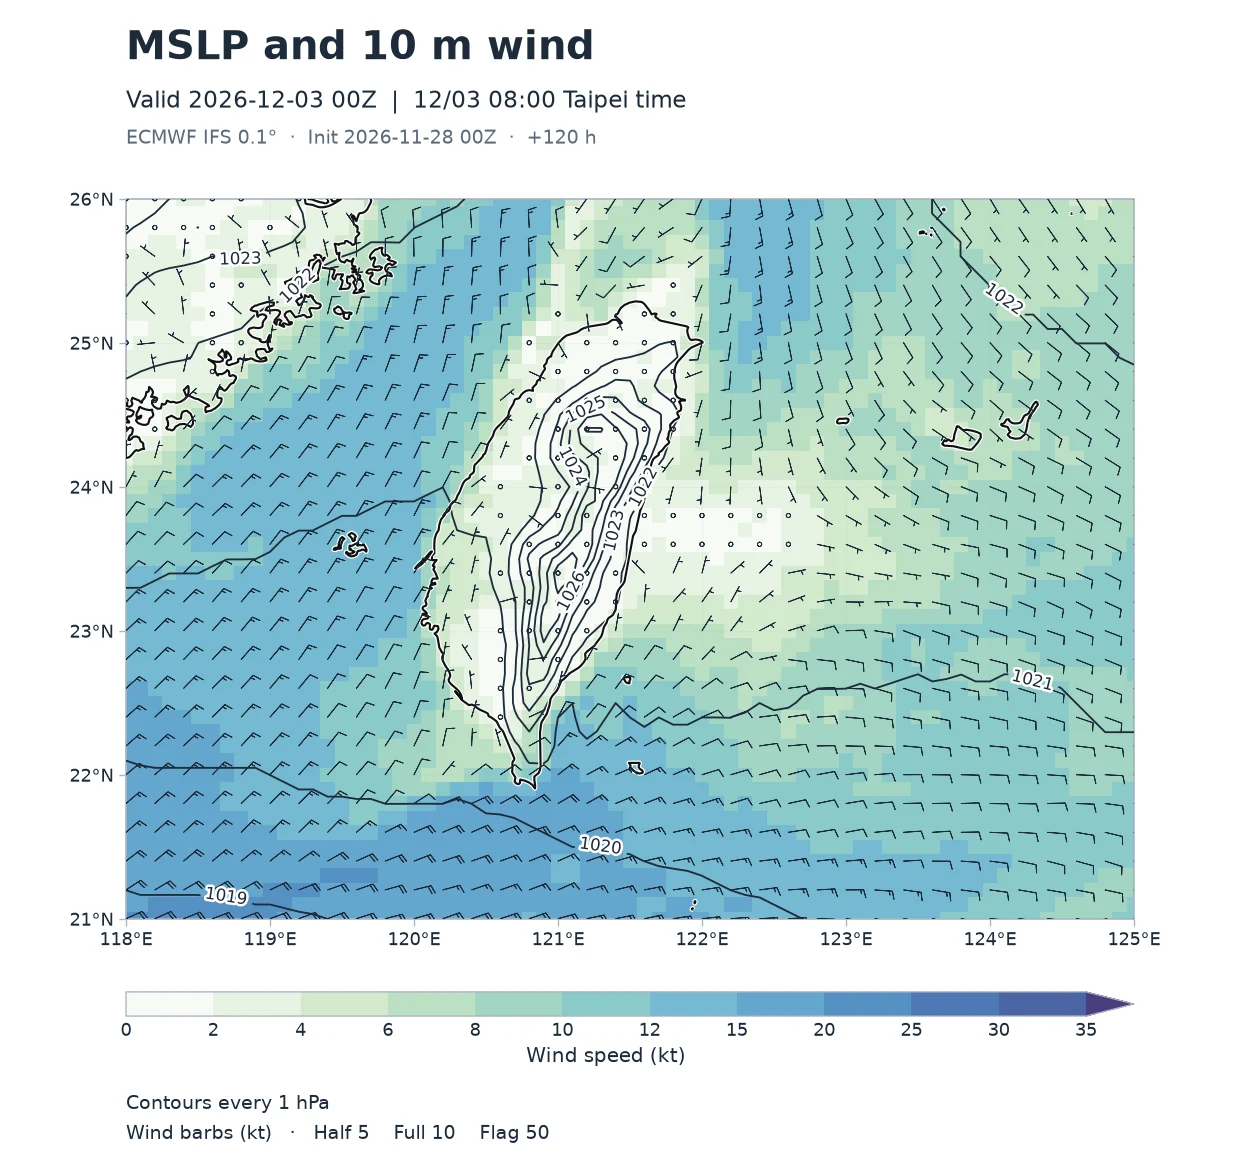 MSLP and 10 m wind
Valid 2026-12-03 00Z | 12/03 08:00 Taipei time
ECMWF IFS 0.1° · Init 2026-11-28 00Z · +120 h
26°N
25°N
24°N
23°N
22°N
21°N
1023
1022
1022
1025
1024
1022
1023
1026
1021
1020
1019
118°E 119°E 120°E 121°E 122°E 123°E 124°E 125°E
0 2 4 6 8 10 12 15 20 25 30 35
Wind speed (kt)
Contours every 1 hPa
Wind barbs (kt) · Half 5 Full 10 Flag 50